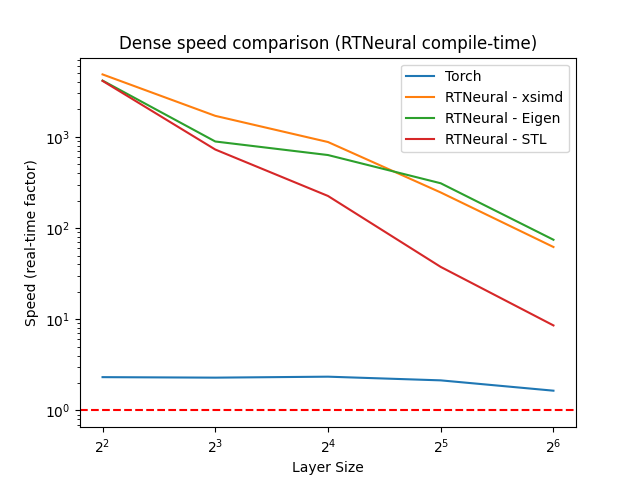 Dense speed comparison (RTNeural compile-time)
Torch
RTNeural - xsimd
RTNeural - Eigen
RTNeural - STL
Speed (real-time factor)
10³
10²
10¹
10⁰
2² 2³ 2⁴ 2⁵ 2⁶
Layer Size